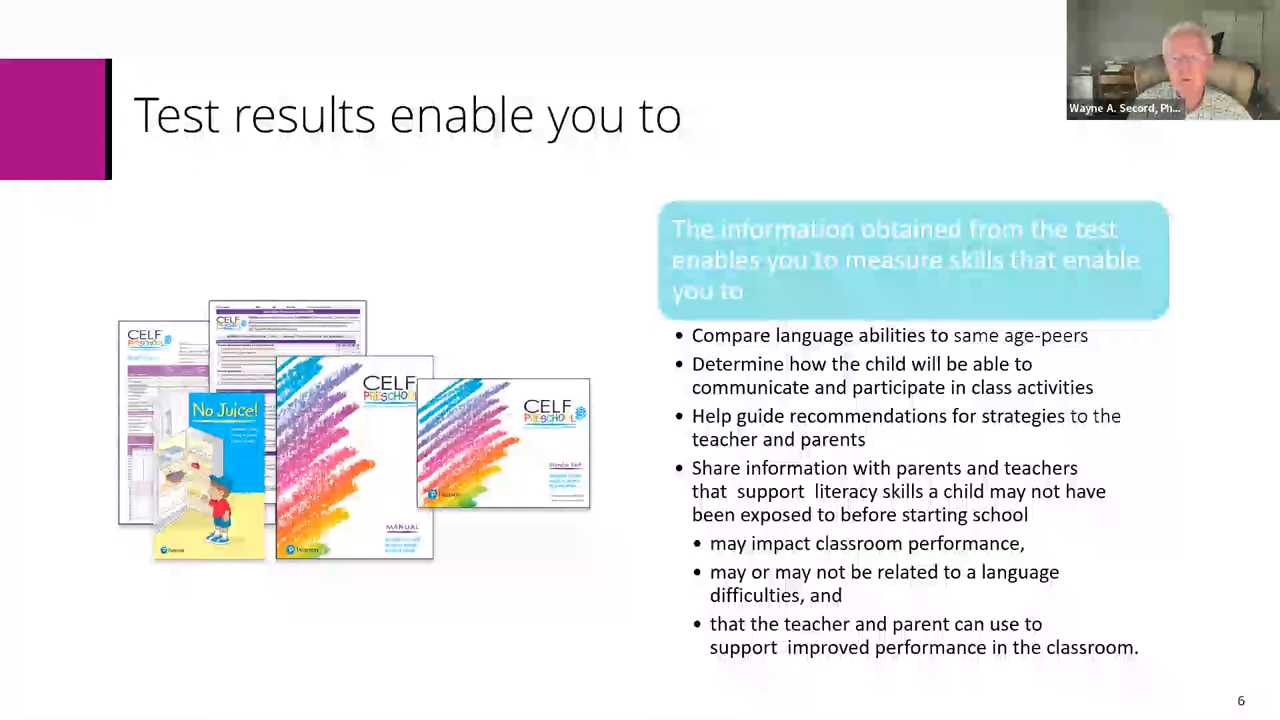 Wayne A. Secord, Ph...
Test results enable you to
The information obtained from the test
enables you to measure skills that enable
you to
• Compare language abilities to same age-peers
• Determine how the child will be able to
communicate and participate in class activities
• Help guide recommendations for strategies to the
teacher and parents
• Share information with parents and teachers
that support literacy skills a child may not have
been exposed to before starting school
• may impact classroom performance,
• may or may not be related to a language
difficulties, and
• that the teacher and parent can use to
support improved performance in the classroom.
CELF
PRESCHOOL
CELF
PRESCHOOL
No Juice!
Pearson
CELF
PRESCHOOL
MANUAL
Pearson
CELF
PRESCHOOL
Pearson
6